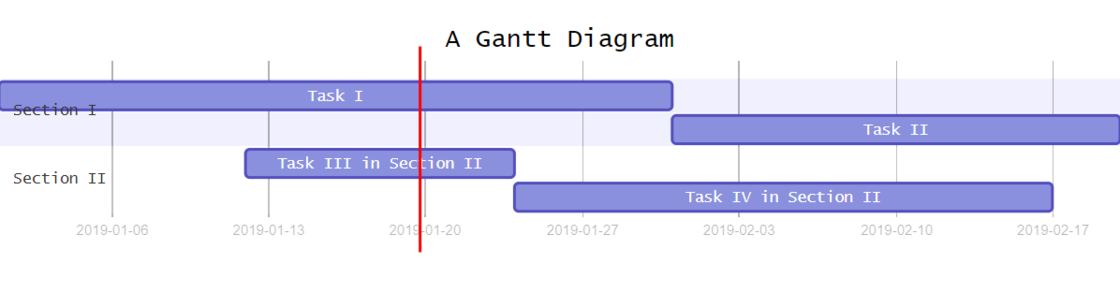 A Gantt Diagram
Task I
Section I
Task II
Task III in Section II
Section II
Task IV in Section II
2019-01-06 2019-01-13 2019-01-20 2019-01-27 2019-02-03 2019-02-10 2019-02-17